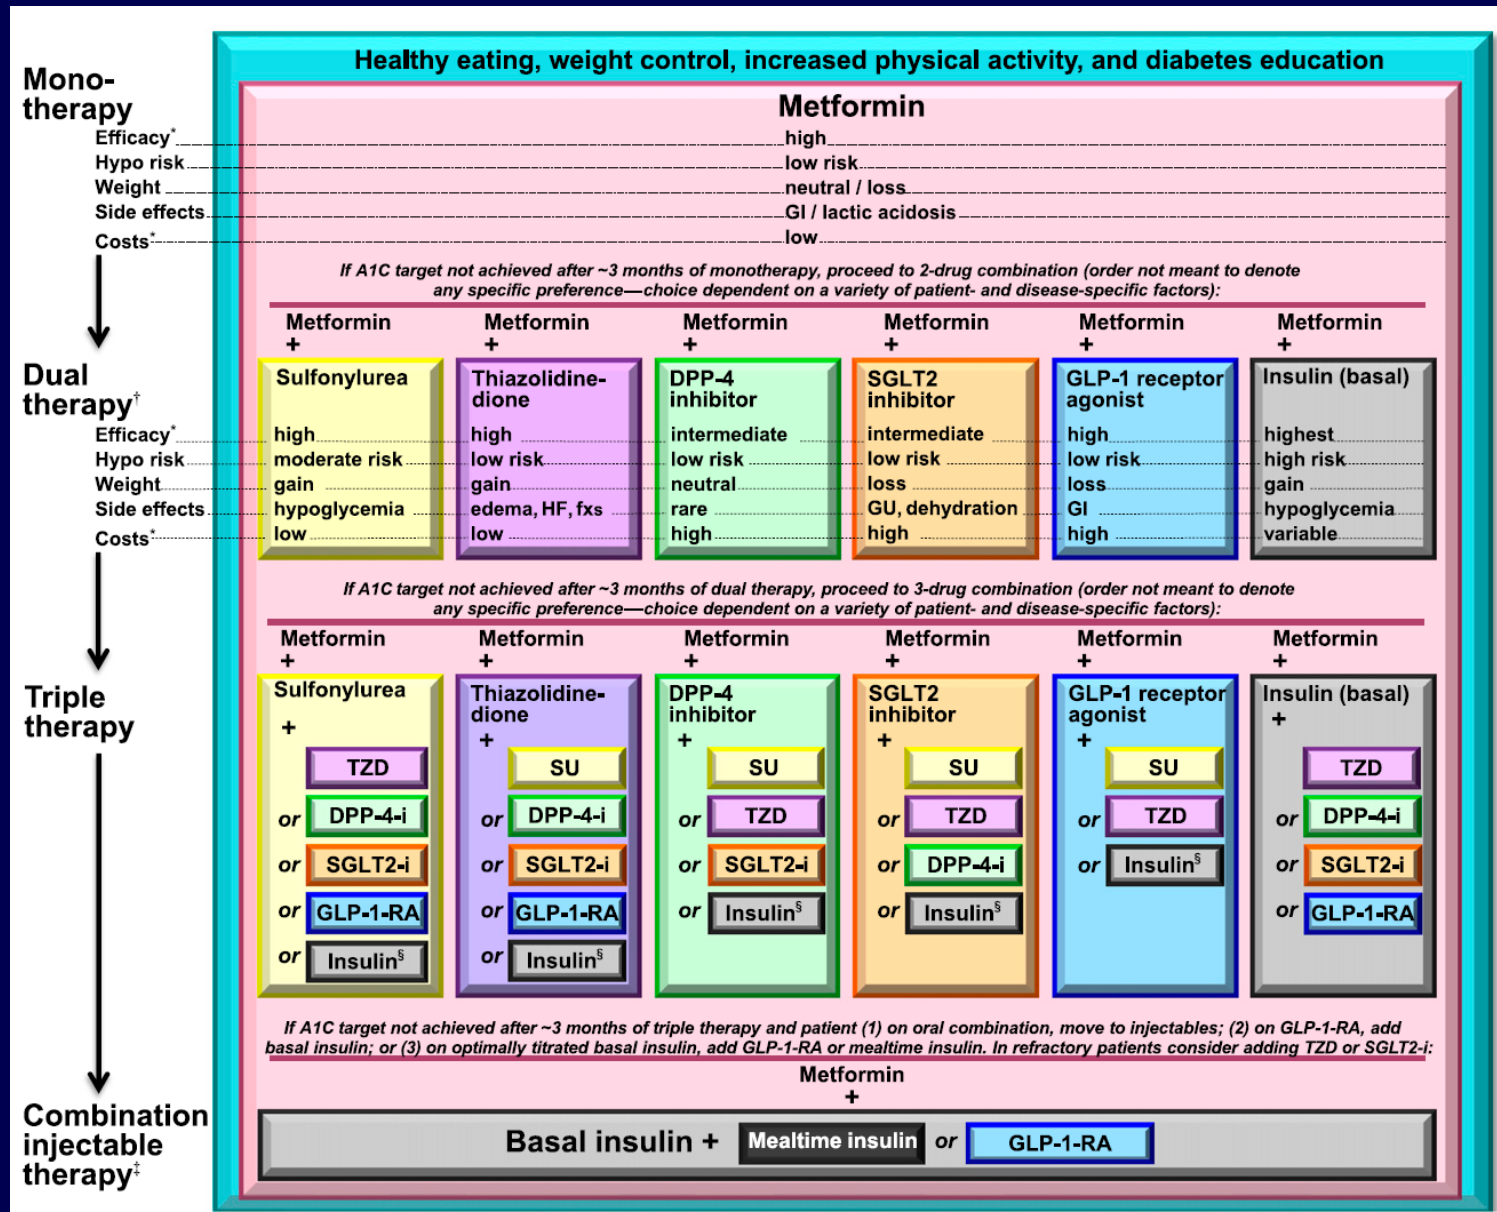 Healthy eating, weight control, increased physical activity, and diabetes education
Mono-
therapy
Metformin
Efficacy* high
Hypo risk low risk
Weight neutral / loss
Side effects GI / lactic acidosis
Costs* low
If A1C target not achieved after ~3 months of monotherapy, proceed to 2-drug combination (order not meant to denote
any specific preference—choice dependent on a variety of patient- and disease-specific factors):
Metformin Metformin Metformin Metformin Metformin Metformin
+ + + + + +
Dual
therapy†
Sulfonylurea Thiazolidine- DPP-4 SGLT2 GLP-1 receptor Insulin (basal)
dione inhibitor inhibitor agonist
Efficacy* high high intermediate intermediate high highest
Hypo risk moderate risk low risk low risk low risk low risk high risk
Weight gain gain neutral loss loss gain
Side effects hypoglycemia edema, HF, fxs rare GU, dehydration GI hypoglycemia
Costs* low low high high high variable
If A1C target not achieved after ~3 months of dual therapy, proceed to 3-drug combination (order not meant to denote
any specific preference—choice dependent on a variety of patient- and disease-specific factors):
Metformin Metformin Metformin Metformin Metformin Metformin
+ + + + + +
Triple
therapy
Sulfonylurea Thiazolidine- DPP-4 SGLT2 GLP-1 receptor Insulin (basal)
dione inhibitor inhibitor agonist
+ + + + + +
TZD SU SU SU SU TZD
or DPP-4-i or DPP-4-i or TZD or TZD or TZD or DPP-4-i
or SGLT2-i or SGLT2-i or SGLT2-i or DPP-4-i or Insulin§ or SGLT2-i
or GLP-1-RA or GLP-1-RA or Insulin§ or Insulin§ or GLP-1-RA
or Insulin§ or Insulin§
If A1C target not achieved after ~3 months of triple therapy and patient (1) on oral combination, move to injectables; (2) on GLP-1-RA, add
basal insulin; or (3) on optimally titrated basal insulin, add GLP-1-RA or mealtime insulin. In refractory patients consider adding TZD or SGLT2-i:
Metformin
+
Combination
injectable
therapy‡
Basal insulin + Mealtime insulin or GLP-1-RA